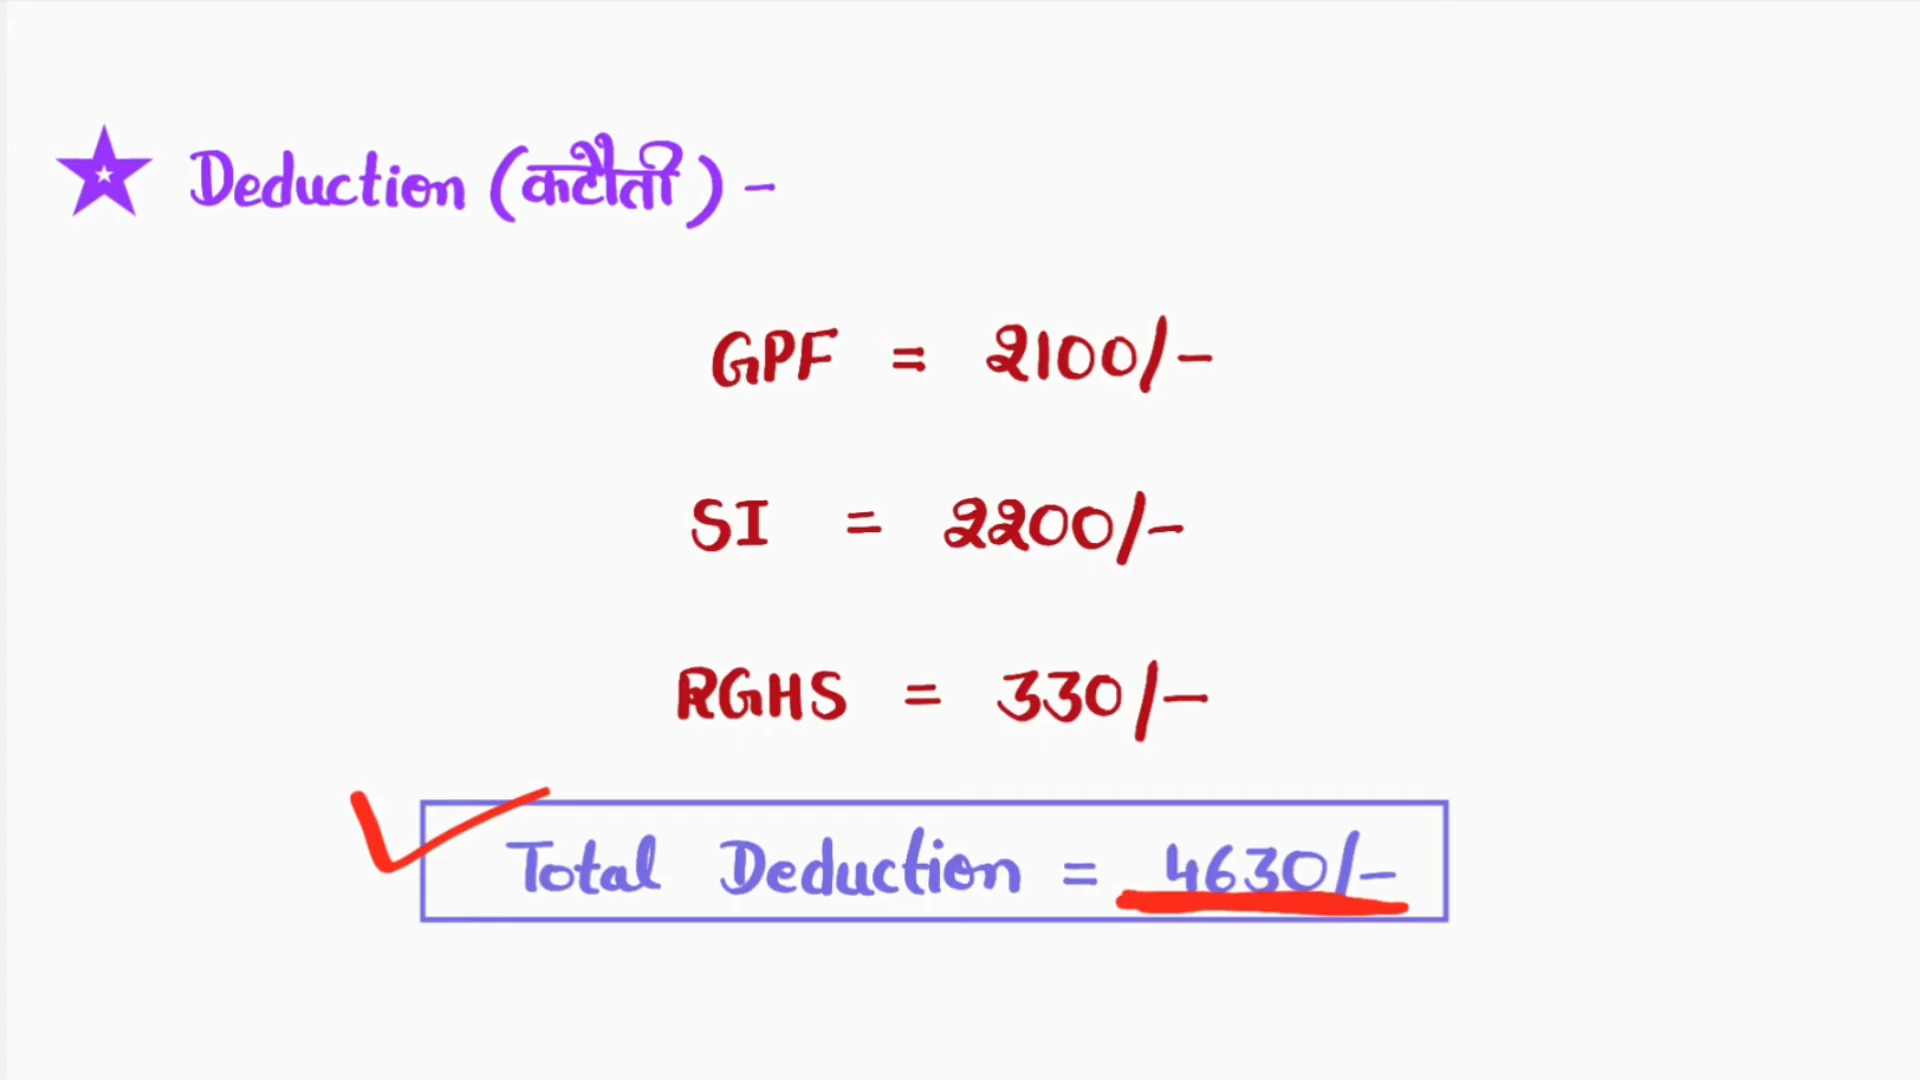 Deduction (कटौती) -
GPF = 2100/-
SI = 2200/-
RGHS = 330/-
Total Deduction = 4630/-